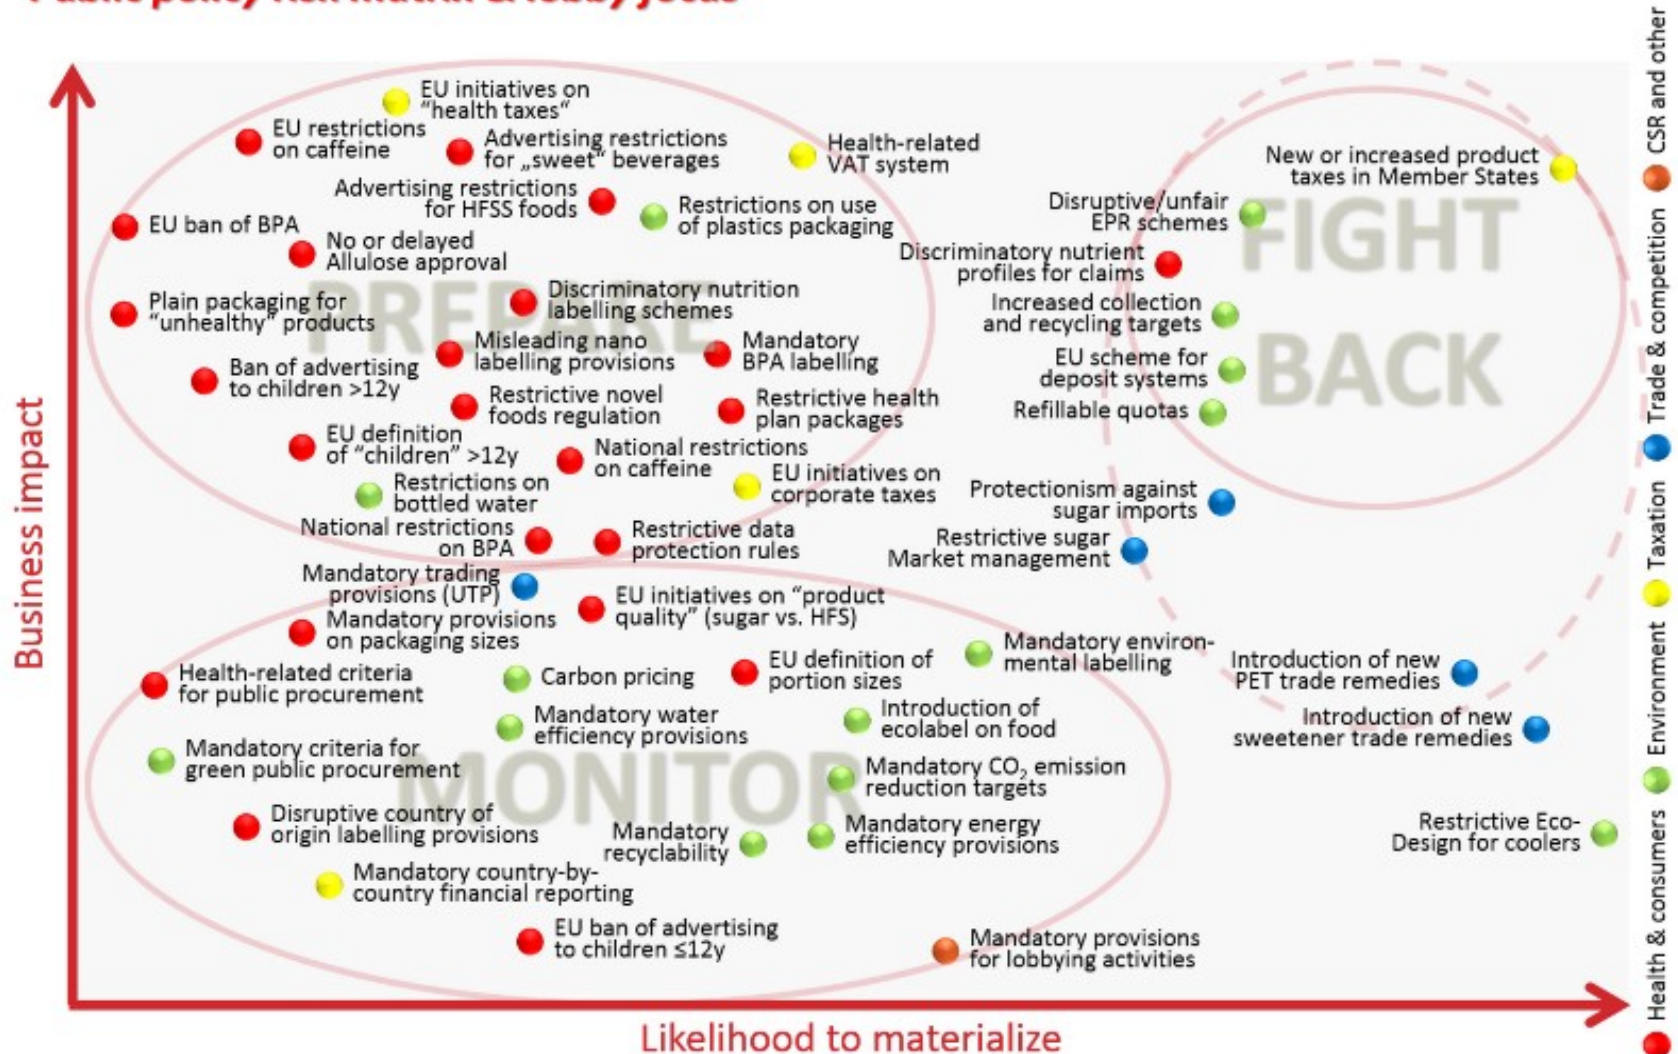 Public policy risk matrix & lobby focus
EU initiatives on
“health taxes“
EU restrictions
on caffeine
Advertising restrictions
for „sweet“ beverages
Health-related
VAT system
New or increased product
taxes in Member States
Advertising restrictions
for HFSS foods
Restrictions on use
of plastics packaging
Disruptive/unfair
EPR schemes
EU ban of BPA
No or delayed
Allulose approval
Discriminatory nutrient
profiles for claims
FIGHT
BACK
PREPARE
Plain packaging for
“unhealthy” products
Discriminatory nutrition
labelling schemes
Increased collection
and recycling targets
Misleading nano
labelling provisions
Mandatory
BPA labelling
EU scheme for
deposit systems
Ban of advertising
to children >12y
Restrictive novel
foods regulation
Restrictive health
plan packages
Refillable quotas
EU definition
of “children” >12y
National restrictions
on caffeine
EU initiatives on
corporate taxes
Restrictions on
bottled water
Protectionism against
sugar imports
National restrictions
on BPA
Restrictive data
protection rules
Restrictive sugar
Market management
Mandatory trading
provisions (UTP)
EU initiatives on “product
quality” (sugar vs. HFS)
Mandatory provisions
on packaging sizes
Mandatory environ-
mental labelling
Health-related criteria
for public procurement
Carbon pricing
EU definition of
portion sizes
Introduction of new
PET trade remedies
Mandatory water
efficiency provisions
Introduction of
ecolabel on food
Introduction of new
sweetener trade remedies
Mandatory criteria for
green public procurement
MONITOR
Mandatory CO₂ emission
reduction targets
Disruptive country of
origin labelling provisions
Mandatory
recyclability
Mandatory energy
efficiency provisions
Restrictive Eco-
Design for coolers
Mandatory country-by-
country financial reporting
EU ban of advertising
to children ≤12y
Mandatory provisions
for lobbying activities
Business impact
Likelihood to materialize
Health & consumers
Environment
Taxation
Trade & competition
CSR and other